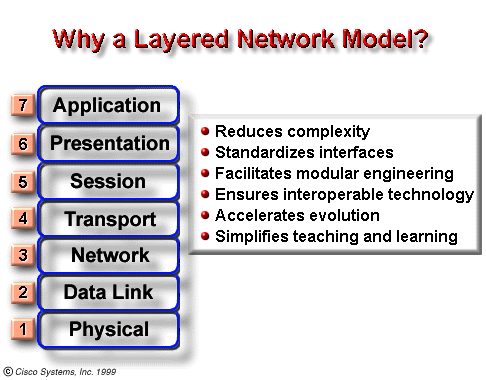 Why a Layered Network Model?
7 Application
6 Presentation
5 Session
4 Transport
3 Network
2 Data Link
1 Physical
Reduces complexity
Standardizes interfaces
Facilitates modular engineering
Ensures interoperable technology
Accelerates evolution
Simplifies teaching and learning
© Cisco Systems, Inc. 1999